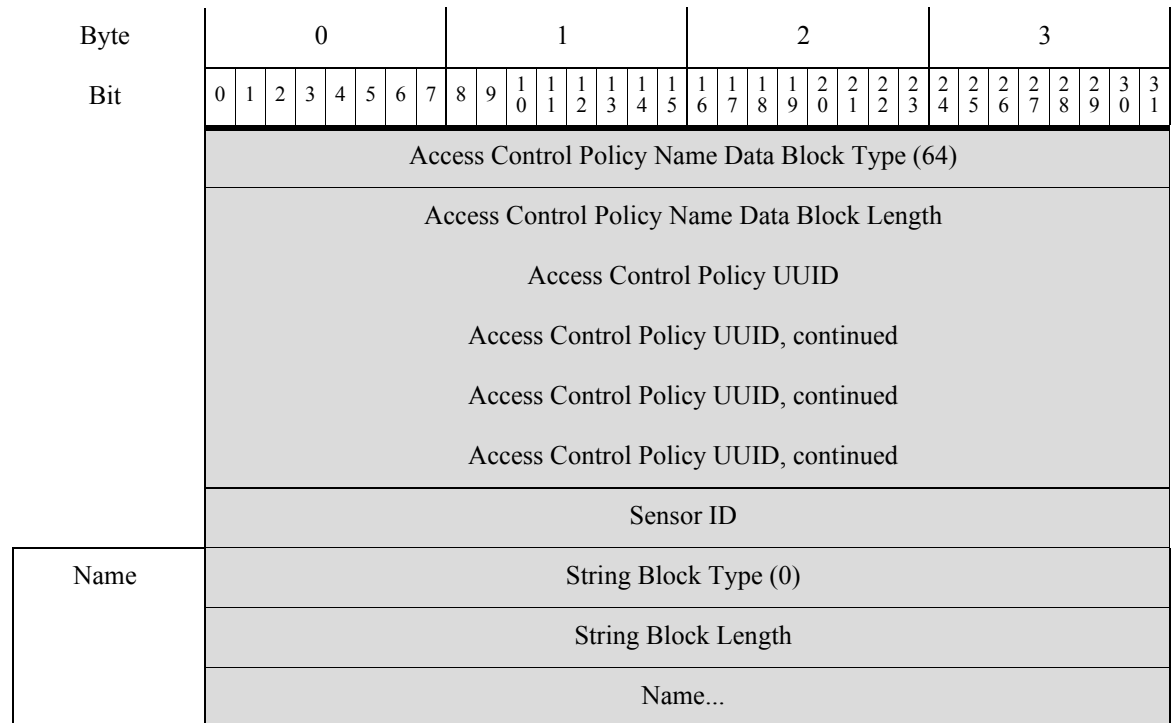 Byte 0 1 2 3
Bit 0 1 2 3 4 5 6 7 8 9 10 11 12 13 14 15 16 17 18 19 20 21 22 23 24 25 26 27 28 29 30 31
Access Control Policy Name Data Block Type (64)
Access Control Policy Name Data Block Length
Access Control Policy UUID
Access Control Policy UUID, continued
Access Control Policy UUID, continued
Access Control Policy UUID, continued
Sensor ID
Name String Block Type (0)
String Block Length
Name...